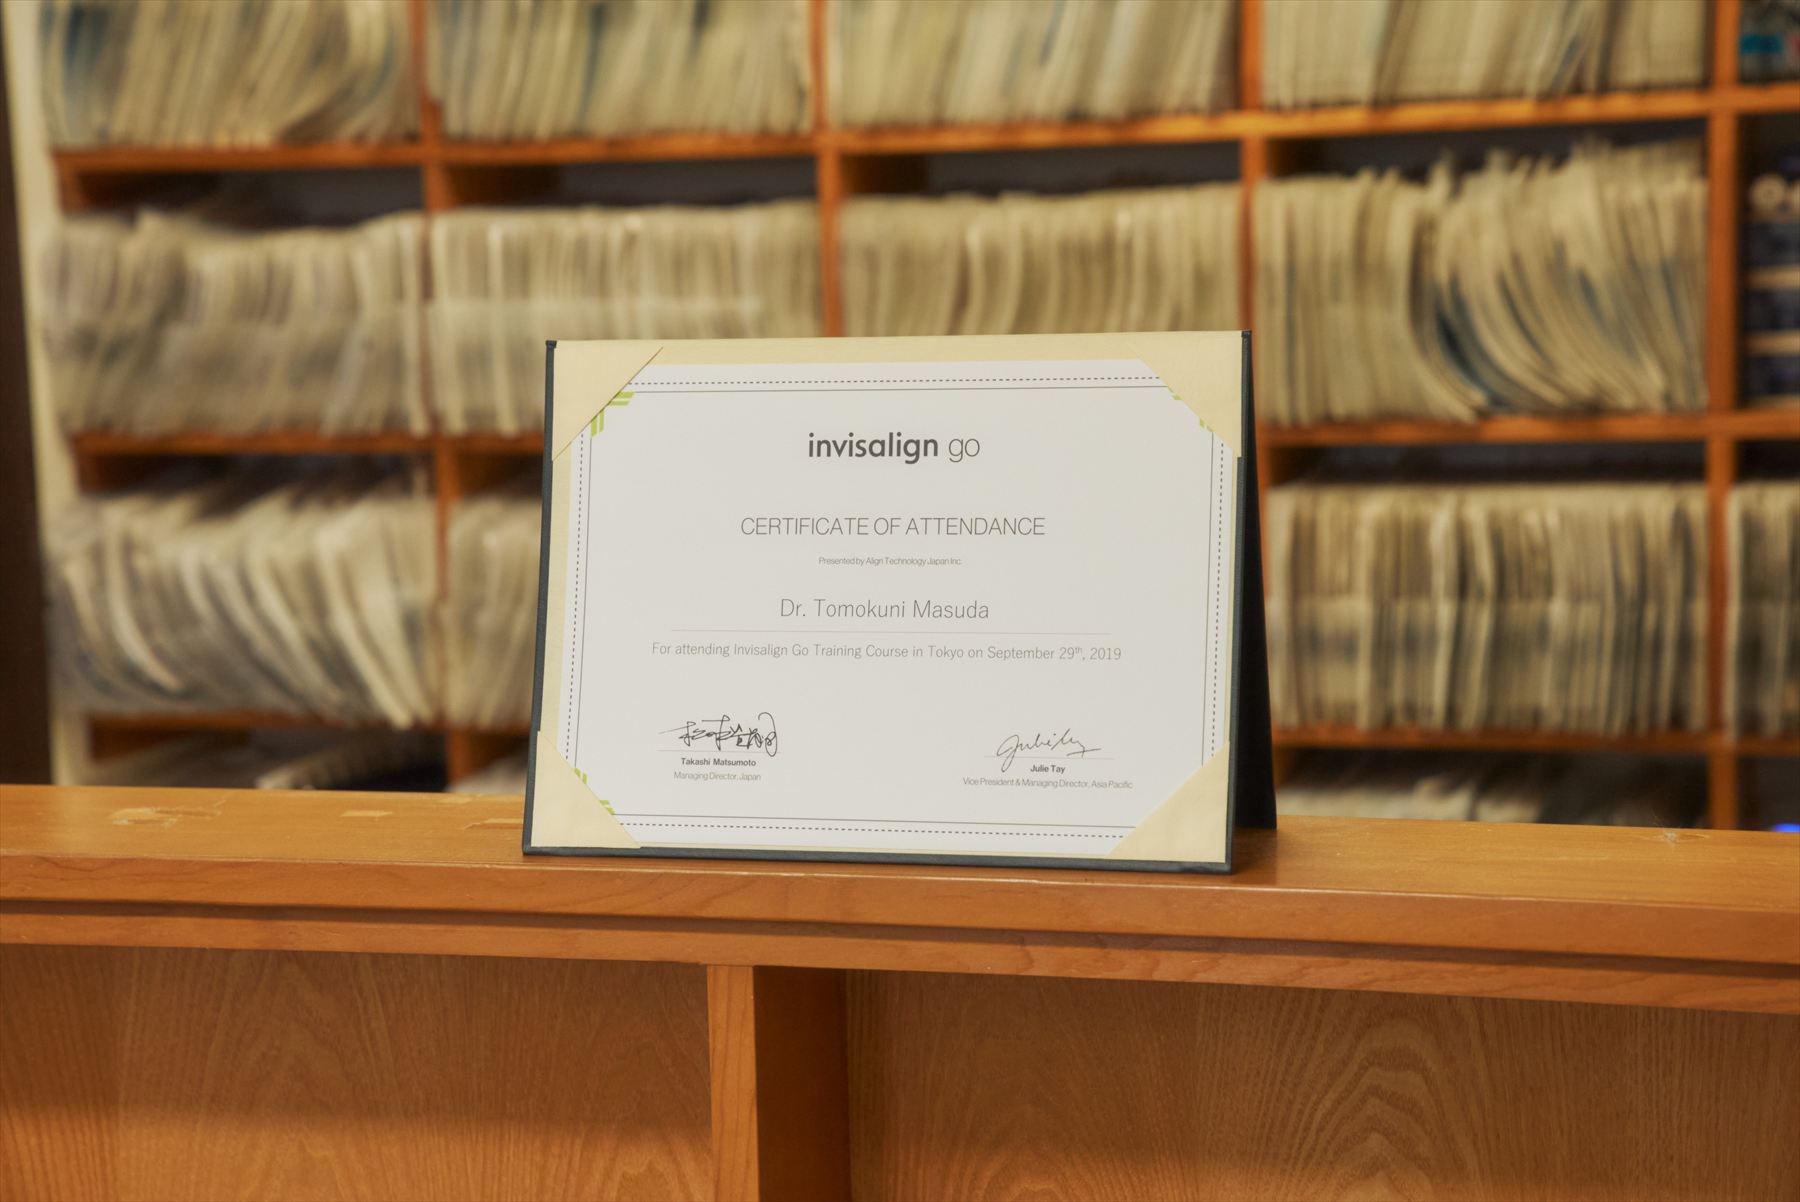 invisalign go
CERTIFICATE OF ATTENDANCE
Presented by Align Technology Japan Inc.
Dr. Tomokuni Masuda
For attending Invisalign Go Training Course in Tokyo on September 29th, 2019
Takashi Matsumoto
Managing Director, Japan
Julie Tay
Vice President & Managing Director, Asia Pacific